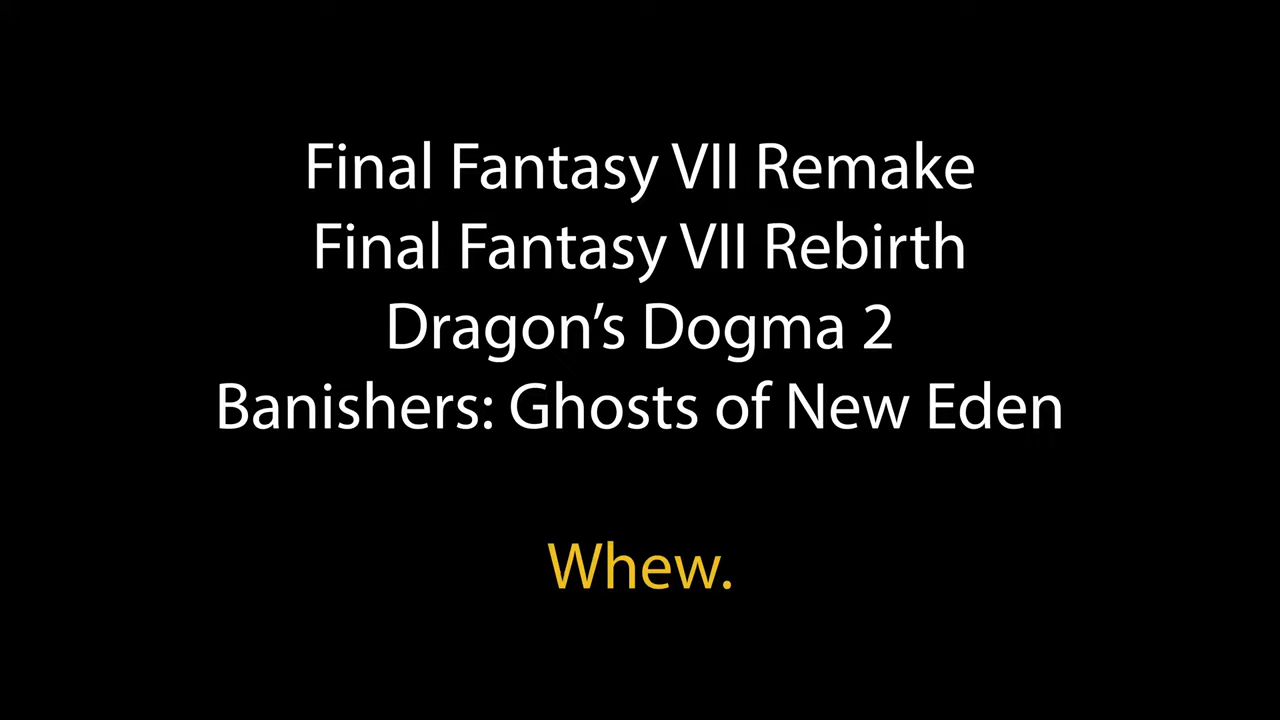 Final Fantasy VII Remake
Final Fantasy VII Rebirth
Dragon’s Dogma 2
Banishers: Ghosts of New Eden
Whew.